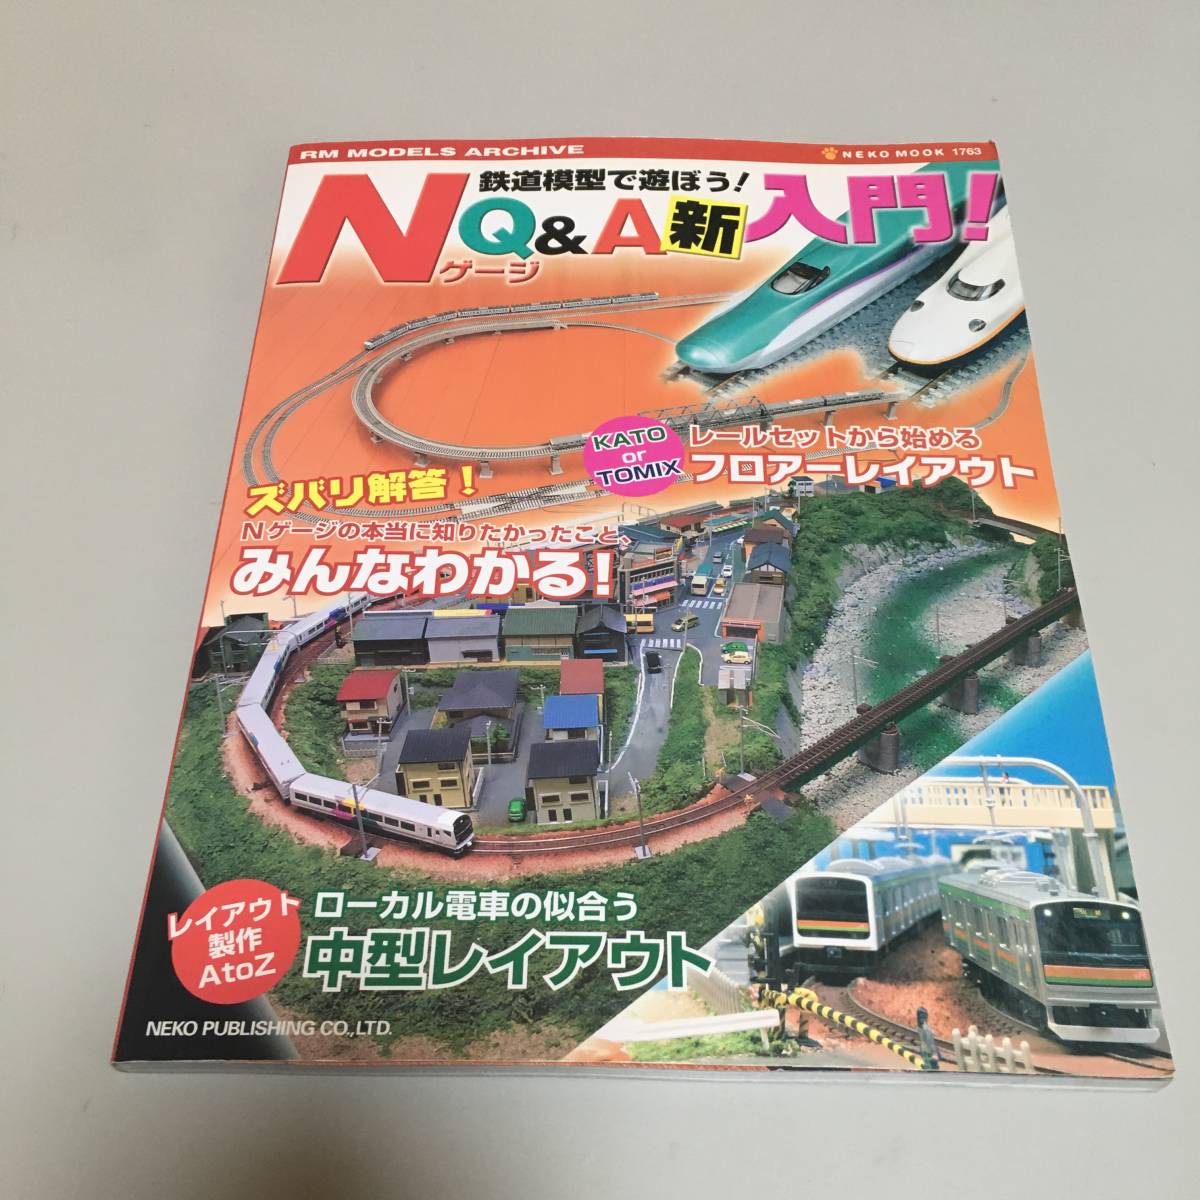 RM MODELS ARCHIVE
NEKO MOOK 1763
鉄道模型で遊ぼう!
Nゲージ
Q&A新入門!
KATO
or
TOMIX
レールセットから始める
フロアーレイアウト
ズバリ解答!
Nゲージの本当に知りたかったこと、
みんなわかる!
レイアウト
製作
AtoZ
ローカル電車の似合う
中型レイアウト
NEKO PUBLISHING CO.,LTD.